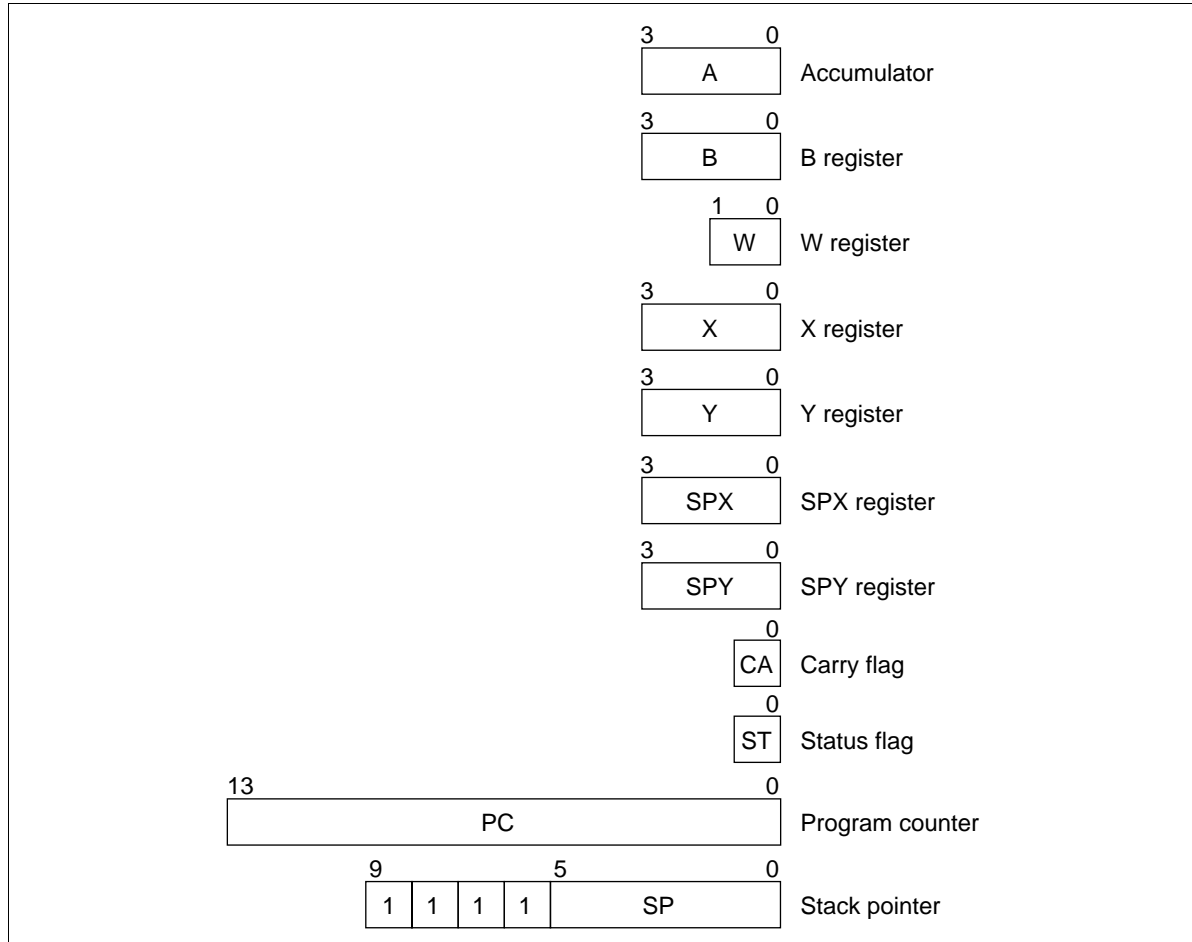 3 0
A Accumulator
3 0
B B register
1 0
W W register
3 0
X X register
3 0
Y Y register
3 0
SPX SPX register
3 0
SPY SPY register
0
CA Carry flag
0
ST Status flag
13 0
PC Program counter
9 5 0
1 1 1 1 SP Stack pointer